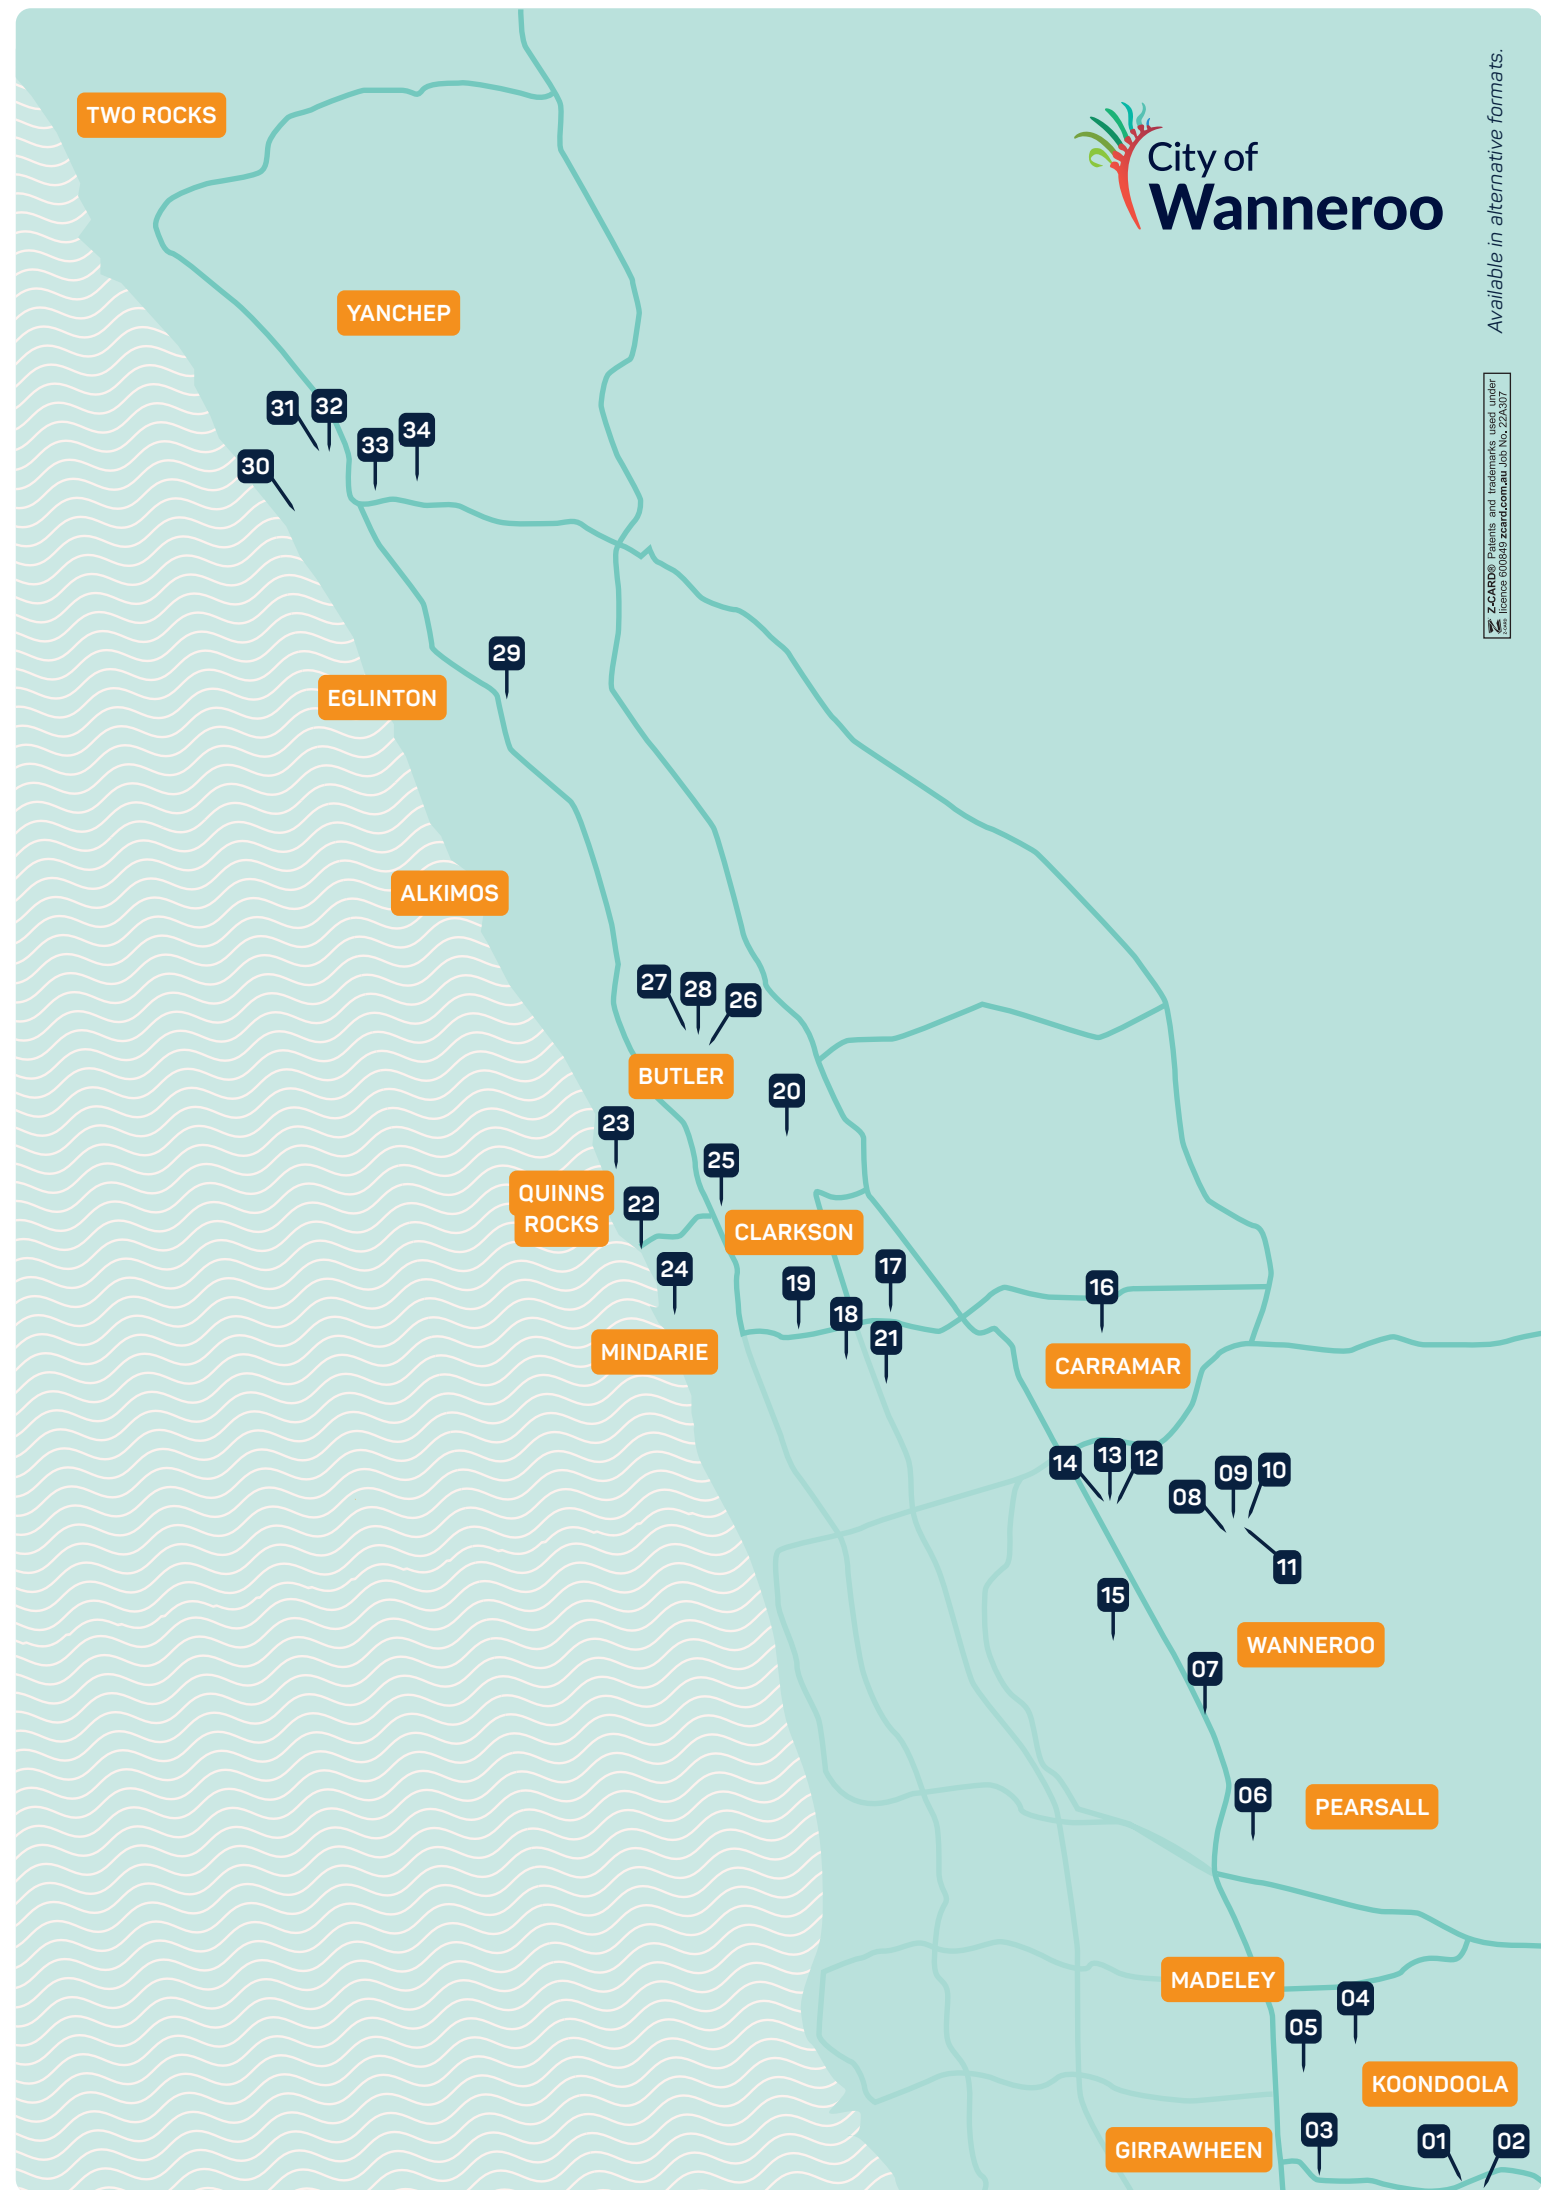 TWO ROCKS
City of
Wanneroo
Available in alternative formats.
YANCHEP
Z-CARD® Patents and trademarks used under
licence 600849 zcard.com.au Job No. 22A307
31
32
33
34
30
29
EGLINTON
ALKIMOS
27
28
26
BUTLER
20
23
25
QUINNS
ROCKS
22
CLARKSON
24
19
17
18
21
16
MINDARIE
CARRAMAR
14
13
12
08
09
10
11
15
WANNEROO
07
06
PEARSALL
MADELEY
04
05
KOONDOOLA
03
01
02
GIRRAWHEEN